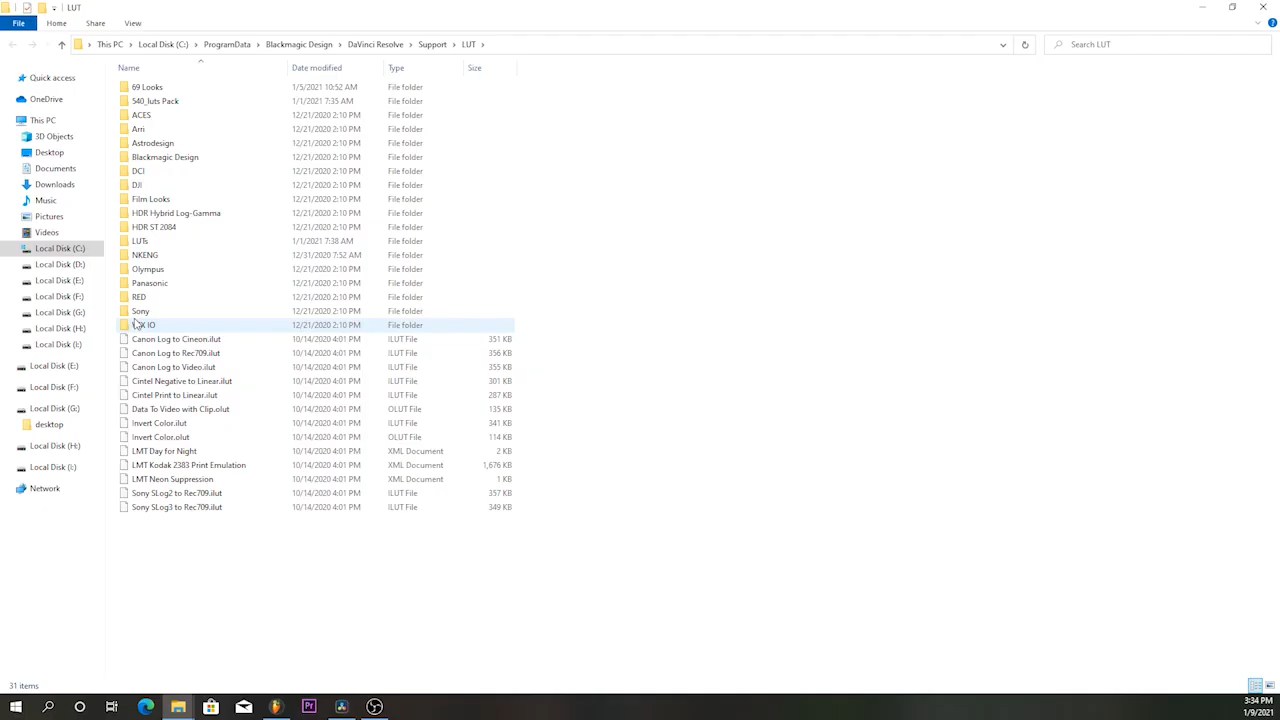 LUT
File Home Share View
This PC Local Disk (C:) ProgramData Blackmagic Design DaVinci Resolve Support LUT
Search LUT
Quick access
OneDrive
This PC
3D Objects
Desktop
Documents
Downloads
Music
Pictures
Videos
Local Disk (C:)
Local Disk (D:)
Local Disk (E:)
Local Disk (F:)
Local Disk (G:)
Local Disk (H:)
Local Disk (I:)
Local Disk (E:)
Local Disk (F:)
Local Disk (G:)
desktop
Local Disk (H:)
Local Disk (I:)
Network
Name Date modified Type Size
69 Looks 1/5/2021 10:52 AM File folder
540_luts Pack 1/1/2021 7:35 AM File folder
ACES 12/21/2020 2:10 PM File folder
Arri 12/21/2020 2:10 PM File folder
Astrodesign 12/21/2020 2:10 PM File folder
Blackmagic Design 12/21/2020 2:10 PM File folder
DCI 12/21/2020 2:10 PM File folder
DJI 12/21/2020 2:10 PM File folder
Film Looks 12/21/2020 2:10 PM File folder
HDR Hybrid Log-Gamma 12/21/2020 2:10 PM File folder
HDR ST 2084 12/21/2020 2:10 PM File folder
LUTs 1/1/2021 7:38 AM File folder
NKENG 12/31/2020 7:52 AM File folder
Olympus 12/21/2020 2:10 PM File folder
Panasonic 12/21/2020 2:10 PM File folder
RED 12/21/2020 2:10 PM File folder
Sony 12/21/2020 2:10 PM File folder
IO 12/21/2020 2:10 PM File folder
Canon Log to Cineon.ilut 10/14/2020 4:01 PM ILUT File 351 KB
Canon Log to Rec709.ilut 10/14/2020 4:01 PM ILUT File 356 KB
Canon Log to Video.ilut 10/14/2020 4:01 PM ILUT File 355 KB
Cintel Negative to Linear.ilut 10/14/2020 4:01 PM ILUT File 301 KB
Cintel Print to Linear.ilut 10/14/2020 4:01 PM ILUT File 287 KB
Data To Video with Clip.olut 10/14/2020 4:01 PM OLUT File 135 KB
Invert Color.ilut 10/14/2020 4:01 PM ILUT File 341 KB
Invert Color.olut 10/14/2020 4:01 PM OLUT File 114 KB
LMT Day for Night 10/14/2020 4:01 PM XML Document 2 KB
LMT Kodak 2383 Print Emulation 10/14/2020 4:01 PM XML Document 1,676 KB
LMT Neon Suppression 10/14/2020 4:01 PM XML Document 1 KB
Sony SLog2 to Rec709.ilut 10/14/2020 4:01 PM ILUT File 357 KB
Sony SLog3 to Rec709.ilut 10/14/2020 4:01 PM ILUT File 349 KB
31 items
Pr
3:34 PM
1/9/2021